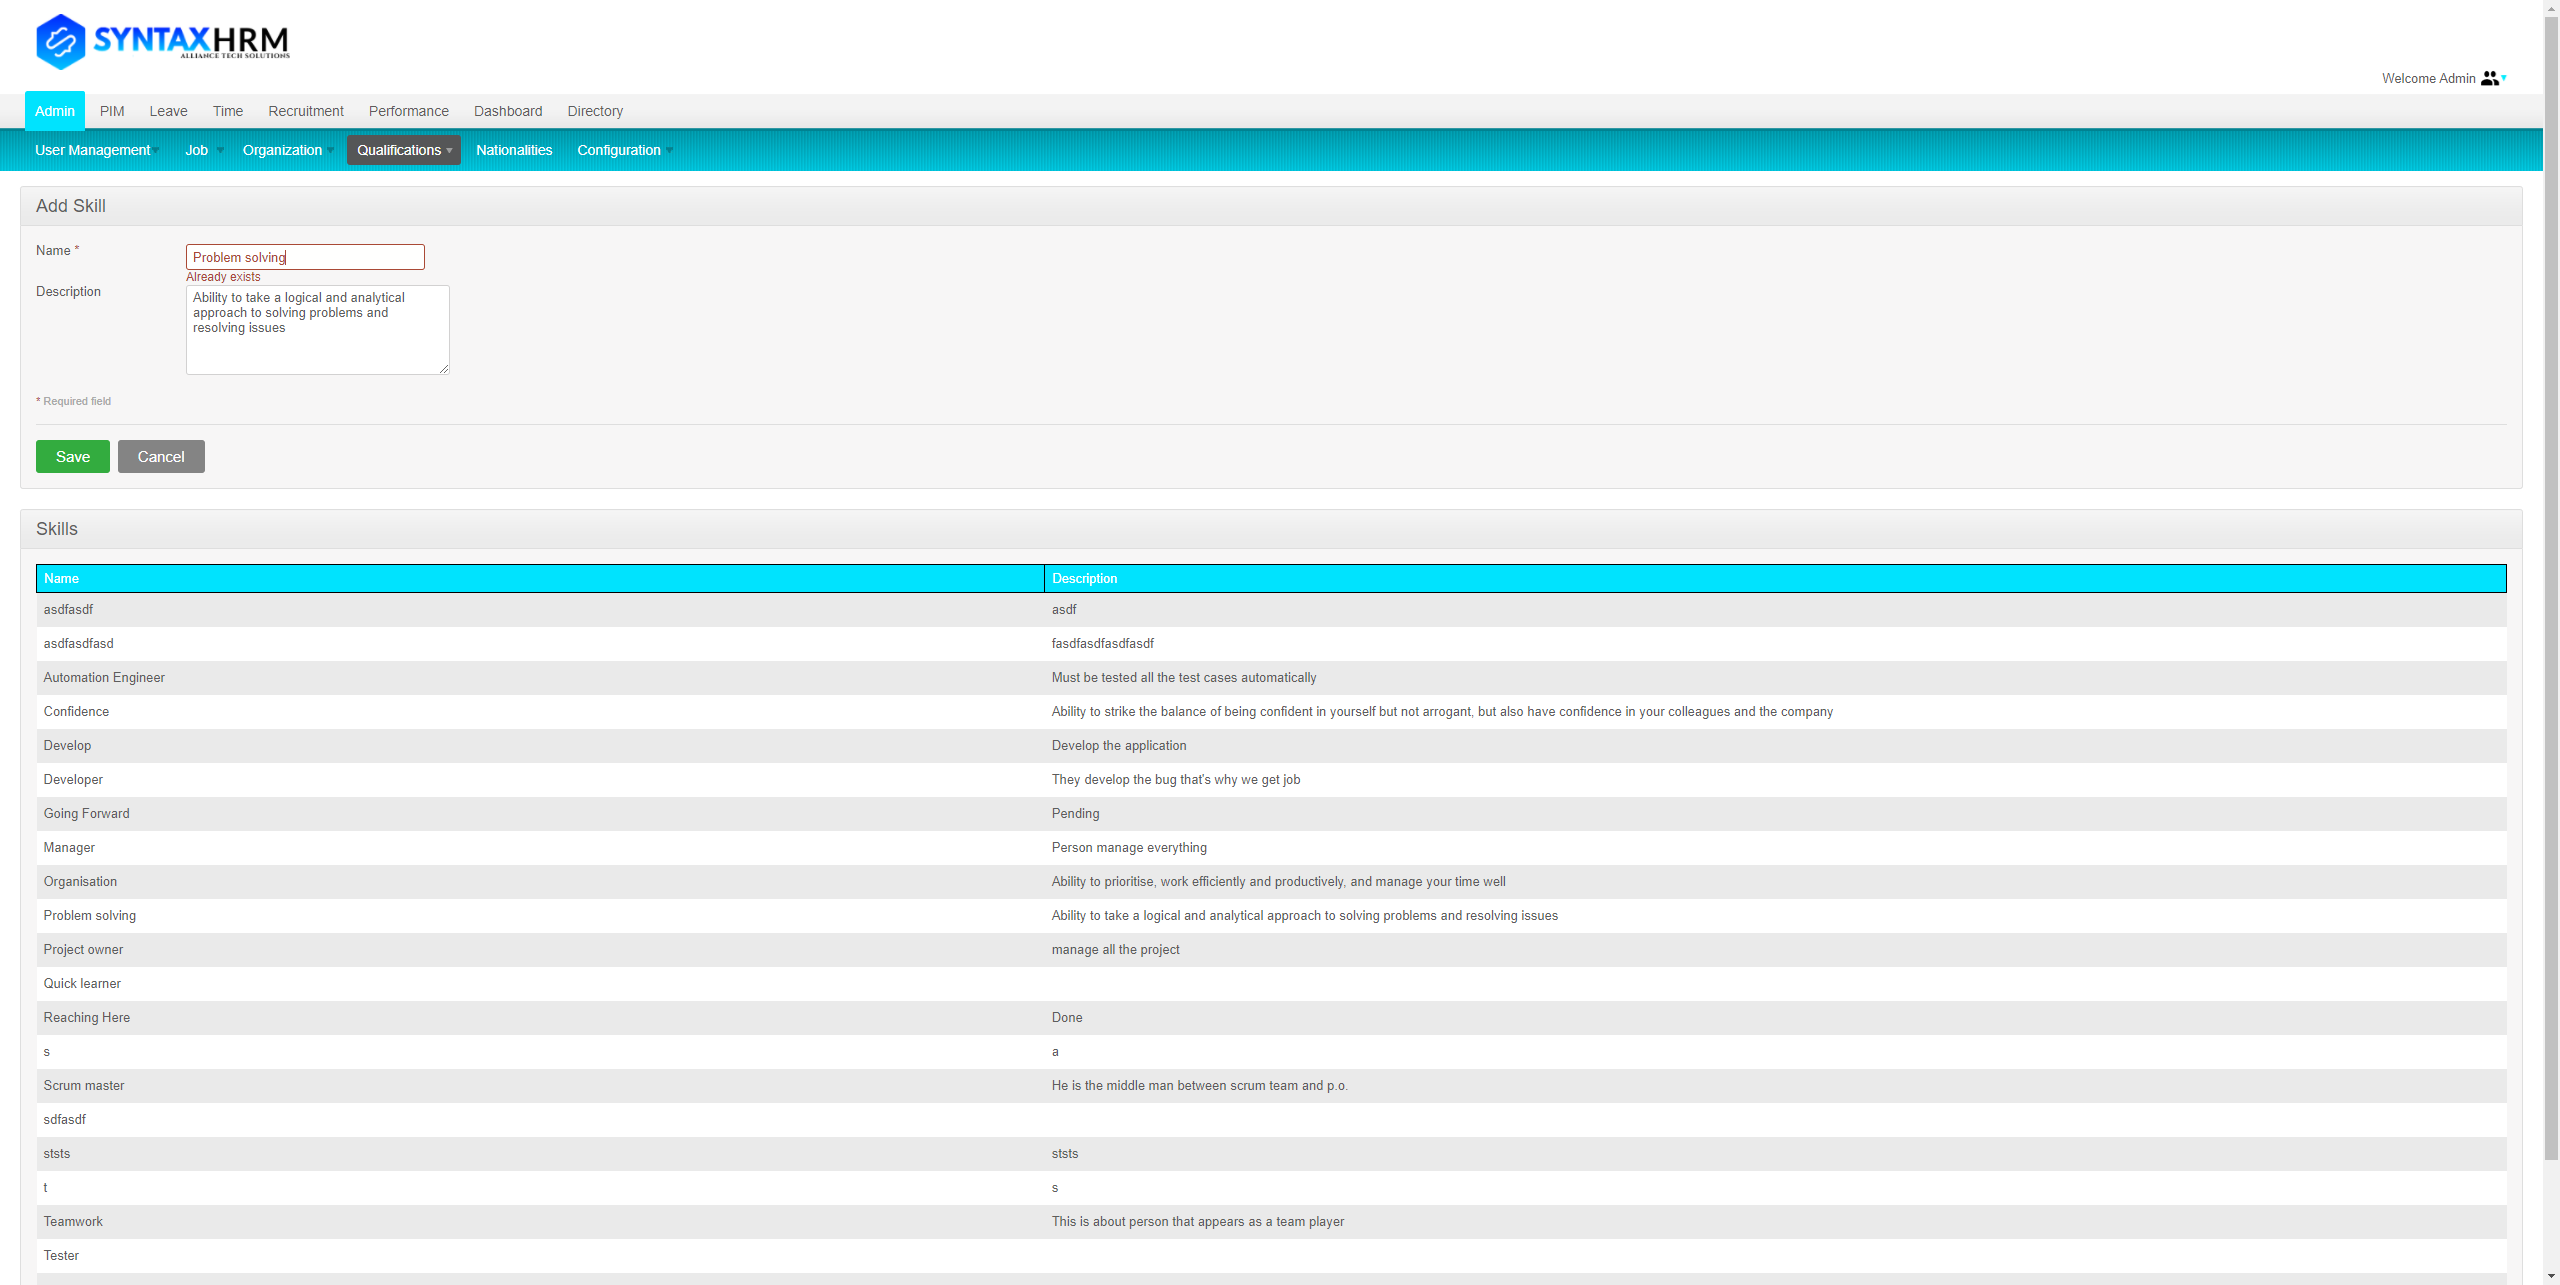 SYNTAXHRM
ALLIANCE TECH SOLUTIONS
Welcome Admin
Admin PIM Leave Time Recruitment Performance Dashboard Directory
User Management Job Organization Qualifications Nationalities Configuration
Add Skill
Name *
Problem solving
Already exists
Description
Ability to take a logical and analytical
approach to solving problems and
resolving issues
* Required field
Save Cancel
Skills
Name Description
asdfasdf asdf
asdfasdfasd fasdfasdfasdfasdf
Automation Engineer Must be tested all the test cases automatically
Confidence Ability to strike the balance of being confident in yourself but not arrogant, but also have confidence in your colleagues and the company
Develop Develop the application
Developer They develop the bug that's why we get job
Going Forward Pending
Manager Person manage everything
Organisation Ability to prioritise, work efficiently and productively, and manage your time well
Problem solving Ability to take a logical and analytical approach to solving problems and resolving issues
Project owner manage all the project
Quick learner
Reaching Here Done
s a
Scrum master He is the middle man between scrum team and p.o.
sdfasdf
ststs ststs
t s
Teamwork This is about person that appears as a team player
Tester